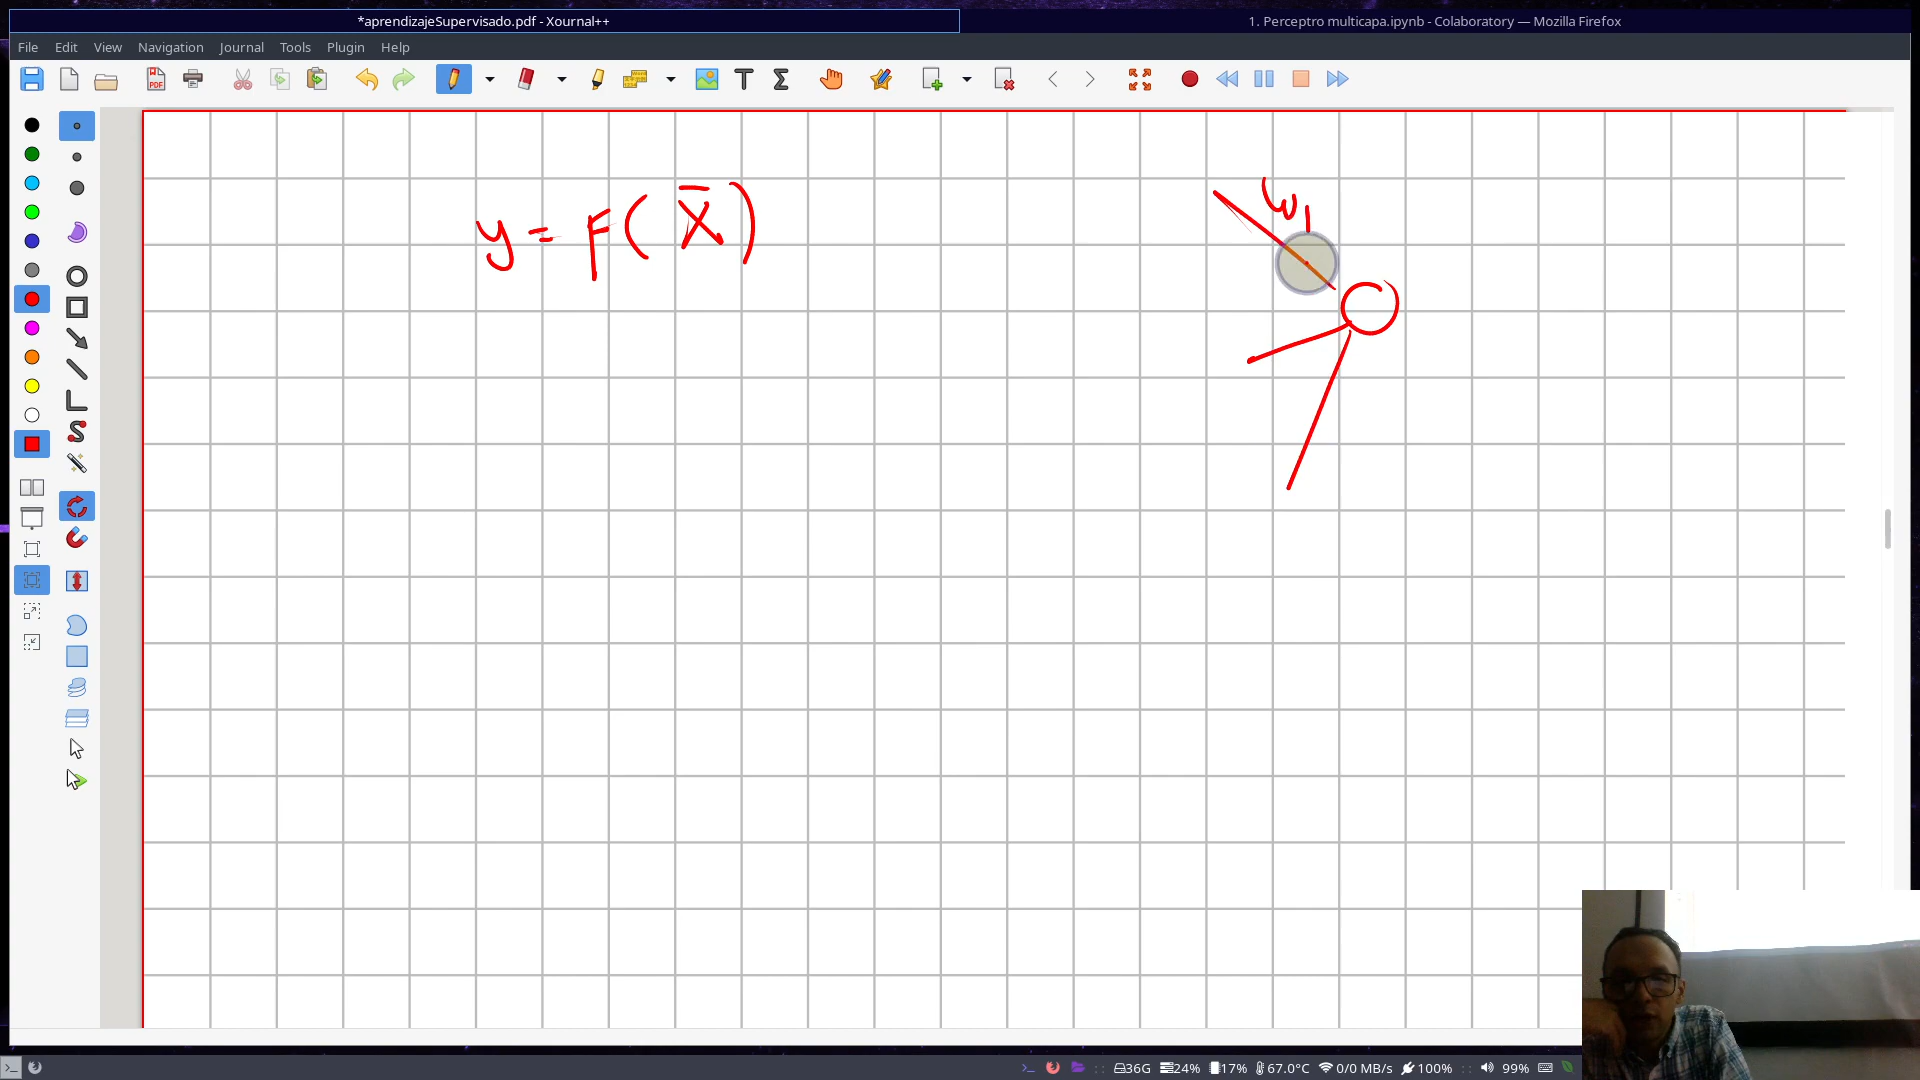 *aprendizajeSupervisado.pdf - Xournal++
1. Perceptro multicapa.ipynb - Colaboratory — Mozilla Firefox
File Edit View Navigation Journal Tools Plugin Help
y = F( X̄ )
w1
36G 24% 17% 67.0°C 0/0 MB/s 100% 99%